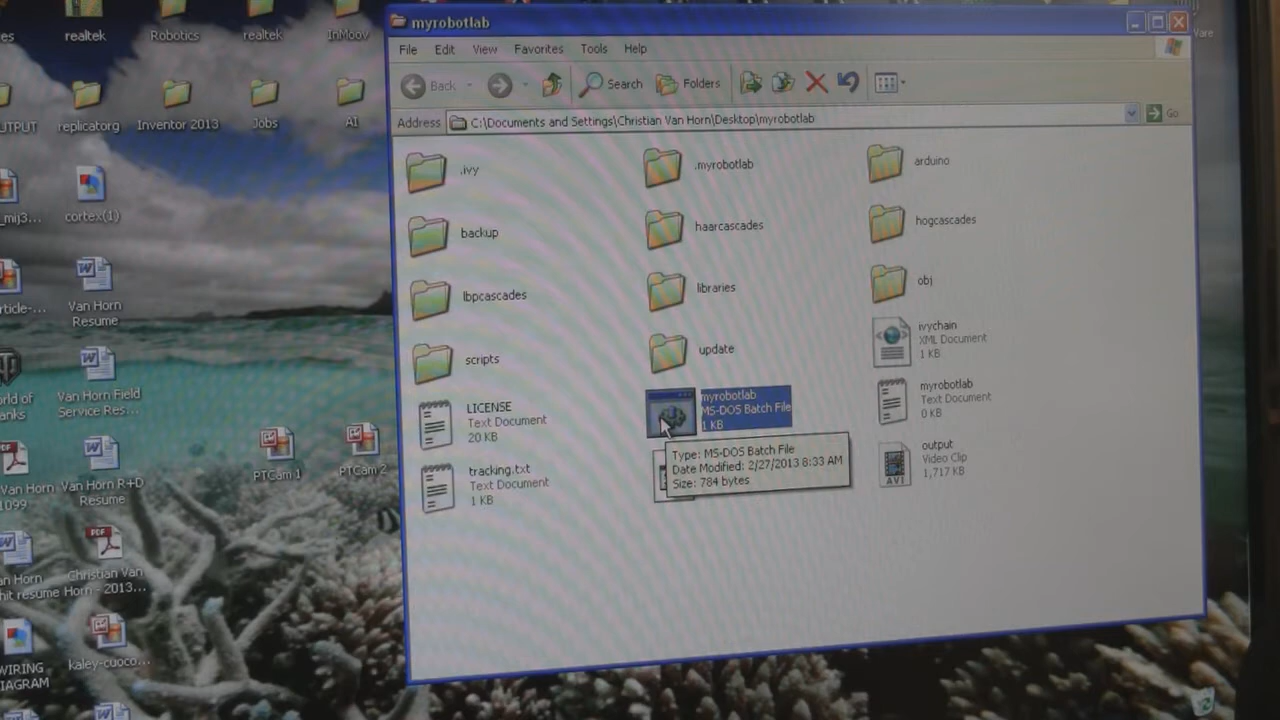 realtek
Robotics
realtek
InMoov
replicatorg
Inventor 2013
Jobs
AI
_mij3...
cortex(1)
Van Horn
Resume
Van Horn Field
Service Res...
Van Horn
1099
Van Horn R+D
Resume
PTCam 1
PTCam 2
Christian Van
Horn - 2013...
kaley-cuoco...
WIRING
myrobotlab
File Edit View Favorites Tools Help
Back Search Folders
Address C:\Documents and Settings\Christian Van Horn\Desktop\myrobotlab Go
.ivy
.myrobotlab
arduino
backup
haarcascades
hogcascades
lbpcascades
libraries
obj
scripts
update
ivychain
XML Document
1 KB
LICENSE
Text Document
20 KB
myrobotlab
MS-DOS Batch File
1 KB
myrobotlab
Text Document
0 KB
tracking.txt
Text Document
1 KB
Type: MS-DOS Batch File
Date Modified: 2/27/2013 8:33 AM
Size: 784 bytes
output
Video Clip
1,717 KB
AVI